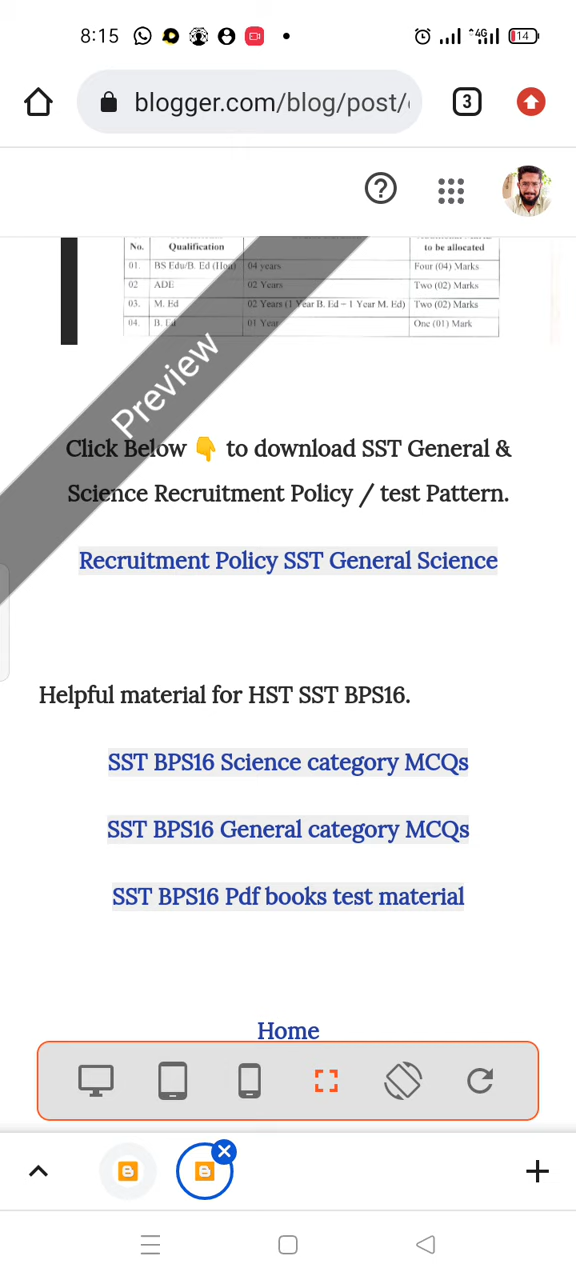 8:15
4G
14
blogger.com/blog/post/
3
No. Qualification to be allocated
01. BS Edu/B. Ed (Hon) 04 years Four (04) Marks
02 ADE 02 Years Two (02) Marks
03. M. Ed 02 Years (1 Year B. Ed – 1 Year M. Ed) Two (02) Marks
04. B. Ed 01 Year One (01) Mark
Preview
Click Below 👇 to download SST General &
Science Recruitment Policy / test Pattern.
Recruitment Policy SST General Science
Helpful material for HST SST BPS16.
SST BPS16 Science category MCQs
SST BPS16 General category MCQs
SST BPS16 Pdf books test material
Home